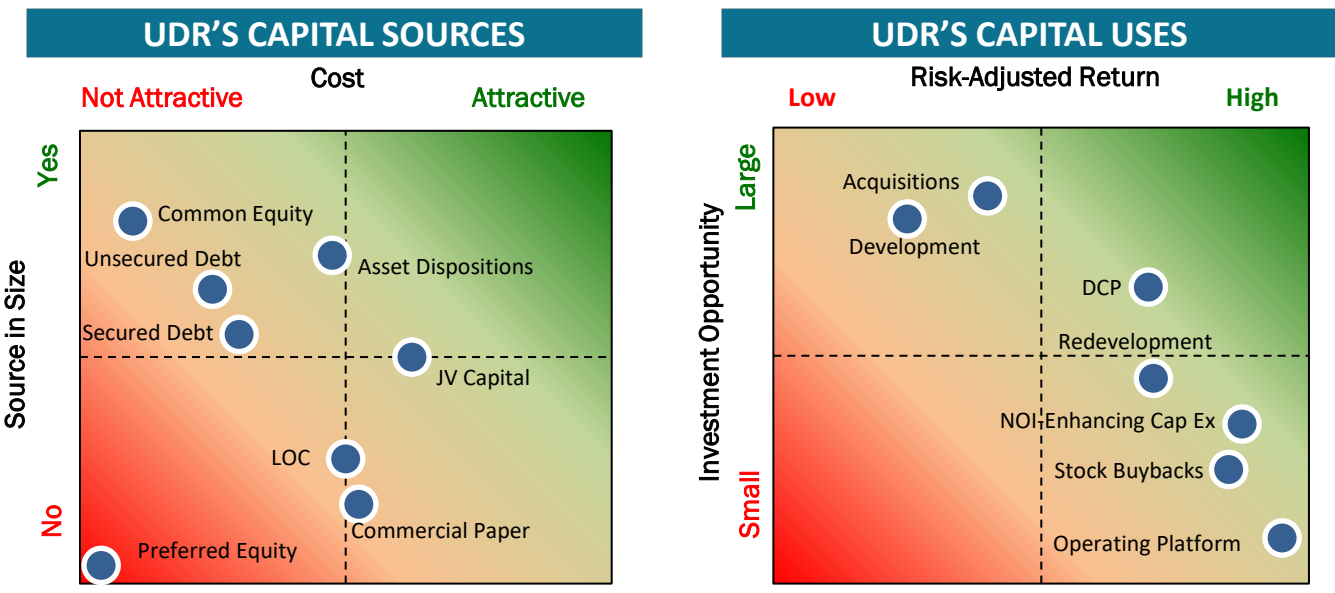 UDR'S CAPITAL SOURCES
Cost
Not Attractive
Attractive
Yes
Source in Size
No
Common Equity
Unsecured Debt
Asset Dispositions
Secured Debt
JV Capital
LOC
Commercial Paper
Preferred Equity
UDR'S CAPITAL USES
Risk-Adjusted Return
Low
High
Large
Investment Opportunity
Small
Acquisitions
Development
DCP
Redevelopment
NOI-Enhancing Cap Ex
Stock Buybacks
Operating Platform